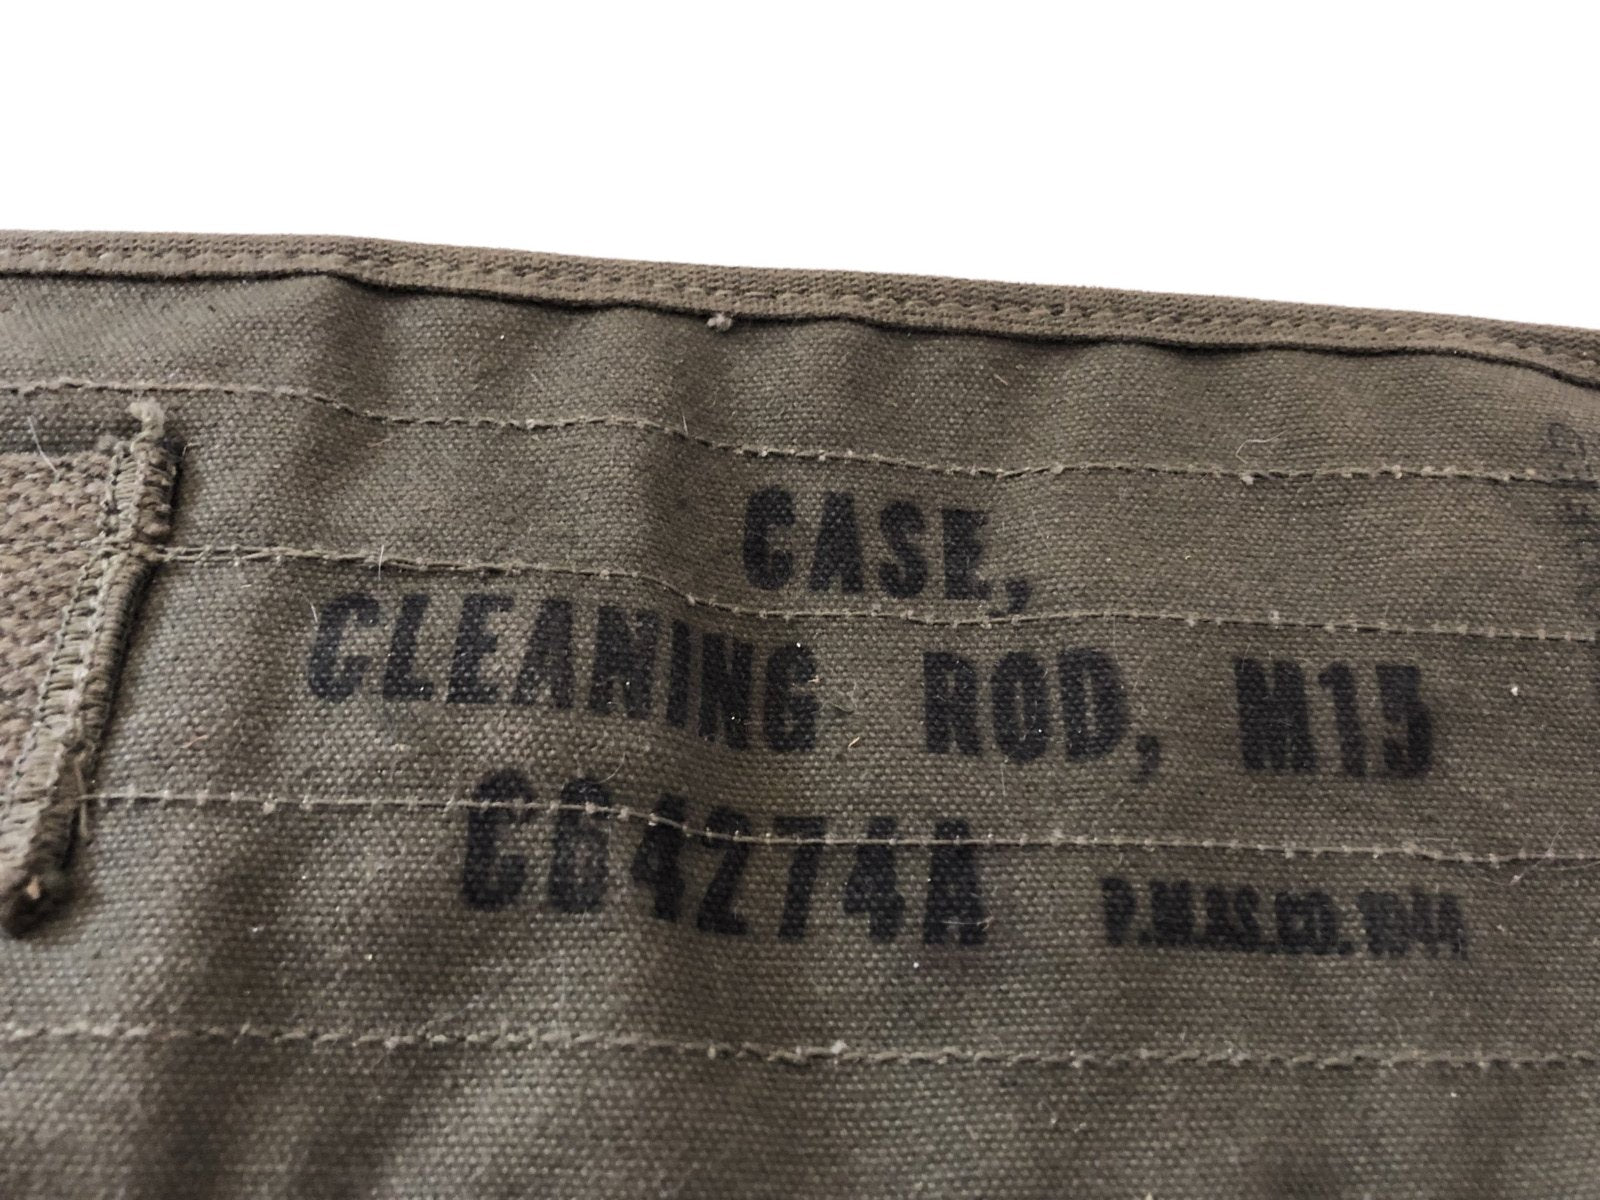 CASE,
CLEANING ROD, M15
C64274A